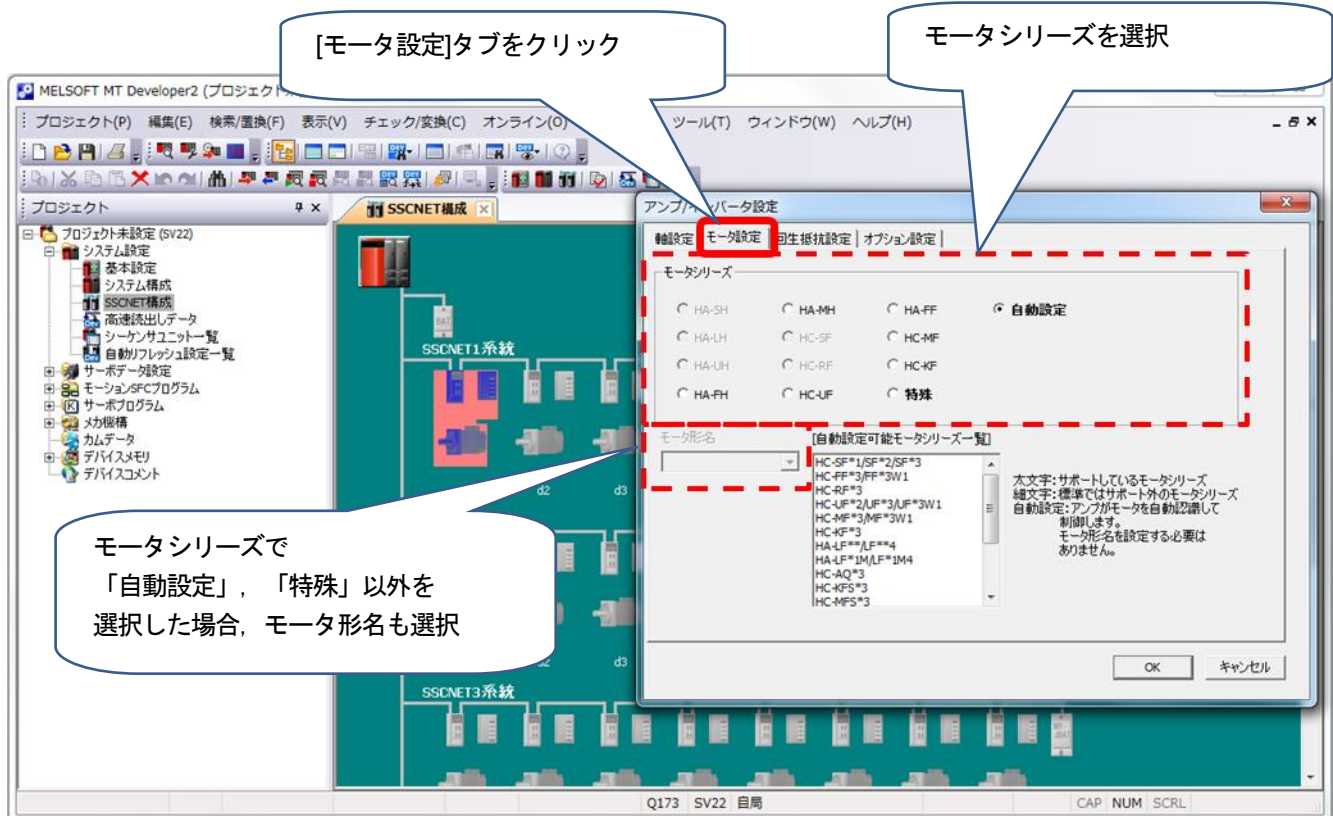 [モータ設定]タブをクリック
モータシリーズを選択
MELSOFT MT Developer2 (プロジェクト
プロジェクト(P) 編集(E) 検索/置換(F) 表示(V) チェック/変換(C) オンライン(O) ツール(T) ウィンドウ(W) ヘルプ(H)
プロジェクト
SSCNET構成
プロジェクト未設定 (SV22)
システム設定
基本設定
システム構成
SSCNET構成
高速読出しデータ
シーケンサユニット一覧
自動リフレッシュ設定一覧
サーボデータ設定
モーションSFCプログラム
サーボプログラム
メカ機構
カムデータ
デバイスメモリ
デバイスコメント
BAT
SSCNET1系統
d2 d3
d2 d3
SSCNET3系統
アンプ/インバータ設定
軸設定 モータ設定 回生抵抗設定 オプション設定
モータシリーズ
HA-SH HA-MH HA-FF 自動設定
HA-LH HC-SF HC-MF
HA-UH HC-RF HC-KF
HA-FH HC-UF 特殊
モータ形名
[自動設定可能モータシリーズ一覧]
HC-SF*1/SF*2/SF*3
HC-FF*3/FF*3W1
HC-RF*3
HC-UF*2/UF*3/UF*3W1
HC-MF*3/MF*3W1
HC-KF*3
HA-LF**/LF**4
HA-LF*1M/LF*1M4
HC-AQ*3
HC-KFS*3
HC-MFS*3
太文字:サポートしているモータシリーズ
細文字:標準ではサポート外のモータシリーズ
自動設定:アンプがモータを自動認識して
制御します。
モータ形名を設定する必要は
ありません。
OK キャンセル
モータシリーズで
「自動設定」,「特殊」以外を
選択した場合,モータ形名も選択
Q173 SV22 自局 CAP NUM SCRL